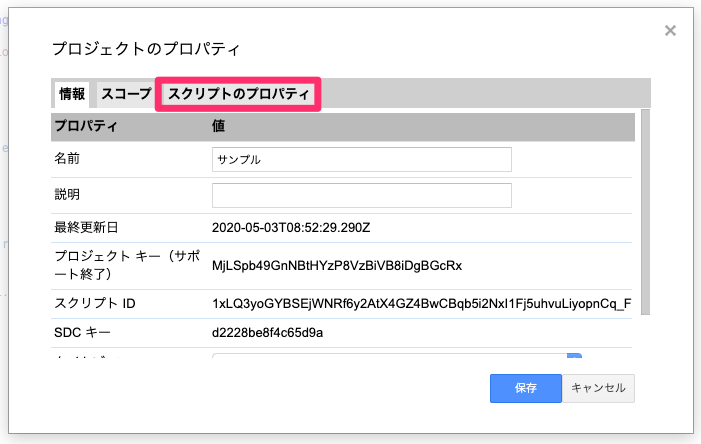 プロジェクトのプロパティ
情報 スコープ スクリプトのプロパティ
プロパティ 値
名前 サンプル
説明
最終更新日 2020-05-03T08:52:29.290Z
プロジェクト キー（サポ
ート終了） MjLSpb49GnNBtHYzP8VzBiVB8iDgBGcRx
スクリプト ID 1xLQ3yoGYBSEjWNRf6y2AtX4GZ4BwCBqb5i2NxI1Fj5uhvuLiyopnCq_F
SDC キー d2228be8f4c65d9a
保存 キャンセル